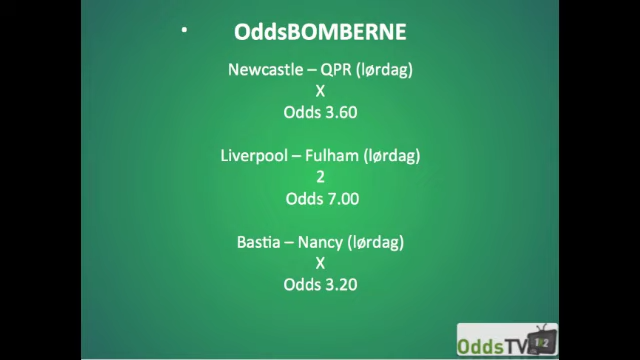 • OddsBOMBERNE
Newcastle – QPR (lørdag)
X
Odds 3.60
Liverpool – Fulham (lørdag)
2
Odds 7.00
Bastia – Nancy (lørdag)
X
Odds 3.20
OddsTV
1X2